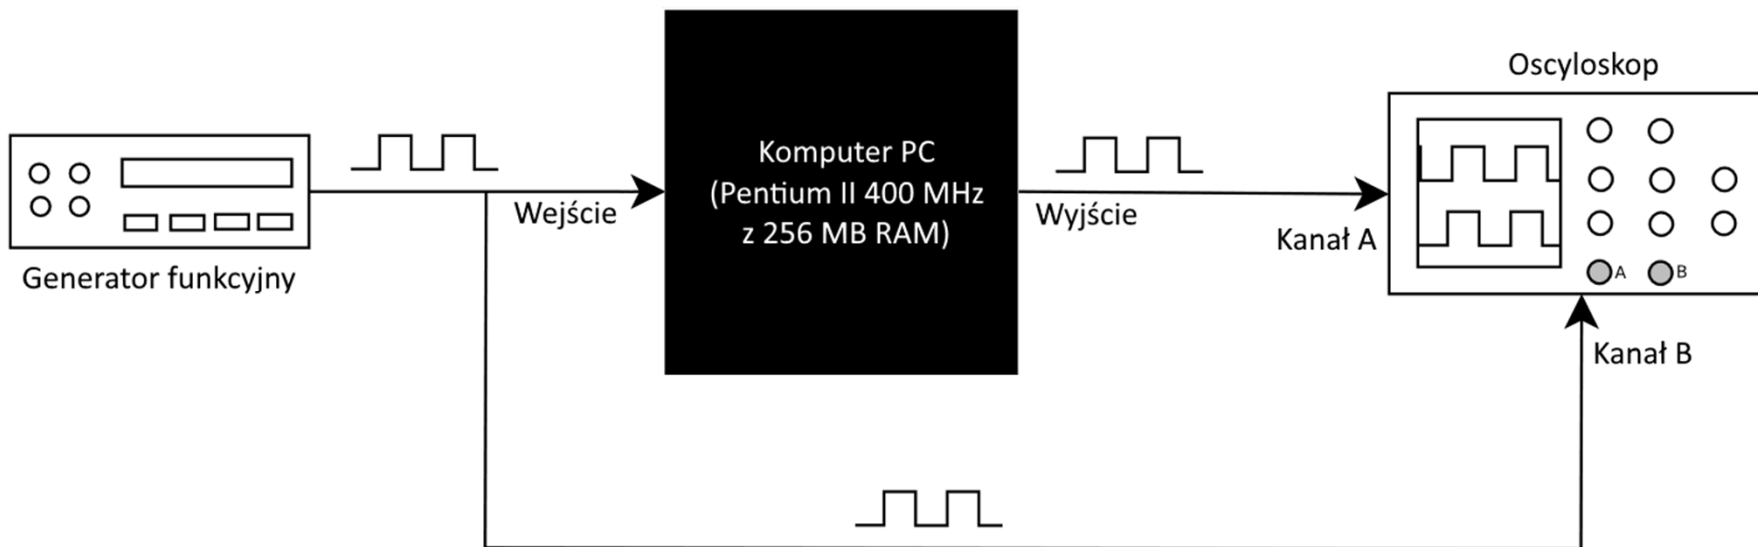 Oscyloskop
Komputer PC
(Pentium II 400 MHz
z 256 MB RAM)
Wejście
Wyjście
Kanał A
A
B
Generator funkcyjny
Kanał B